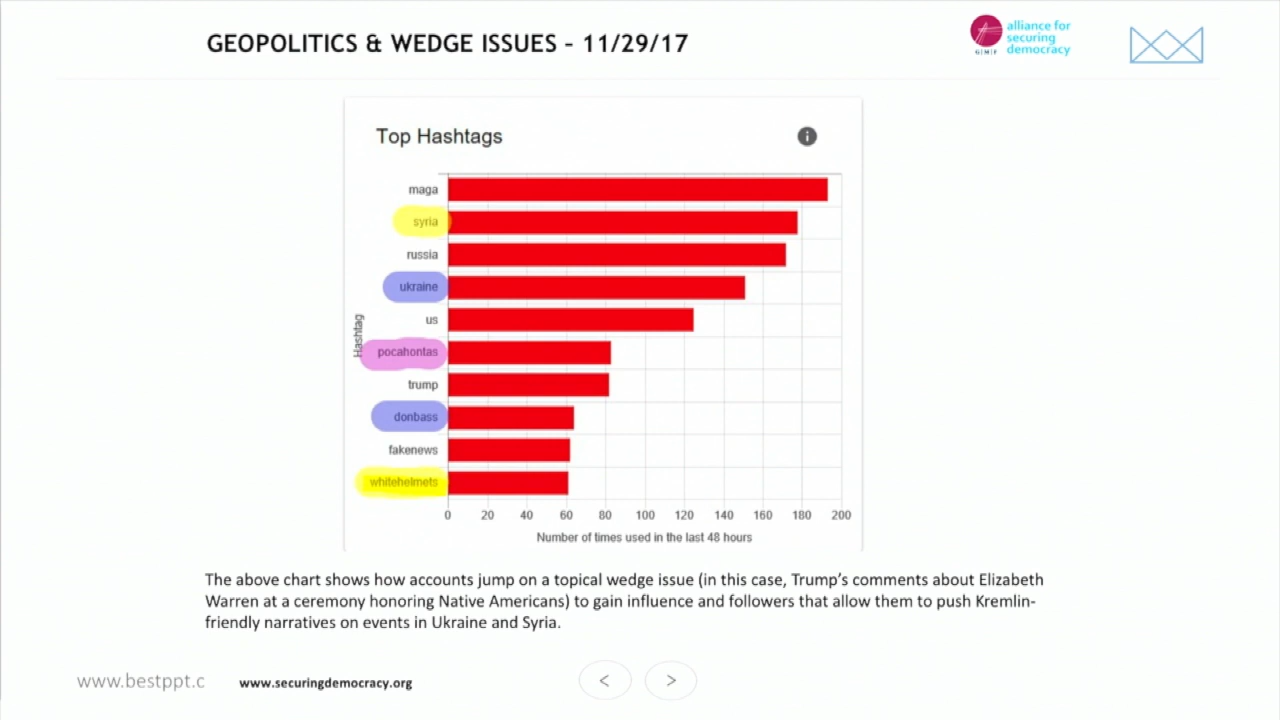 GEOPOLITICS & WEDGE ISSUES – 11/29/17
G|M|F
alliance for
securing
democracy
Top Hashtags
i
maga
syria
russia
ukraine
us
pocahontas
trump
donbass
fakenews
whitehelmets
Hashtag
0 20 40 60 80 100 120 140 160 180 200
Number of times used in the last 48 hours
The above chart shows how accounts jump on a topical wedge issue (in this case, Trump's comments about Elizabeth
Warren at a ceremony honoring Native Americans) to gain influence and followers that allow them to push Kremlin-
friendly narratives on events in Ukraine and Syria.
www.bestppt.c
www.securingdemocracy.org
< >